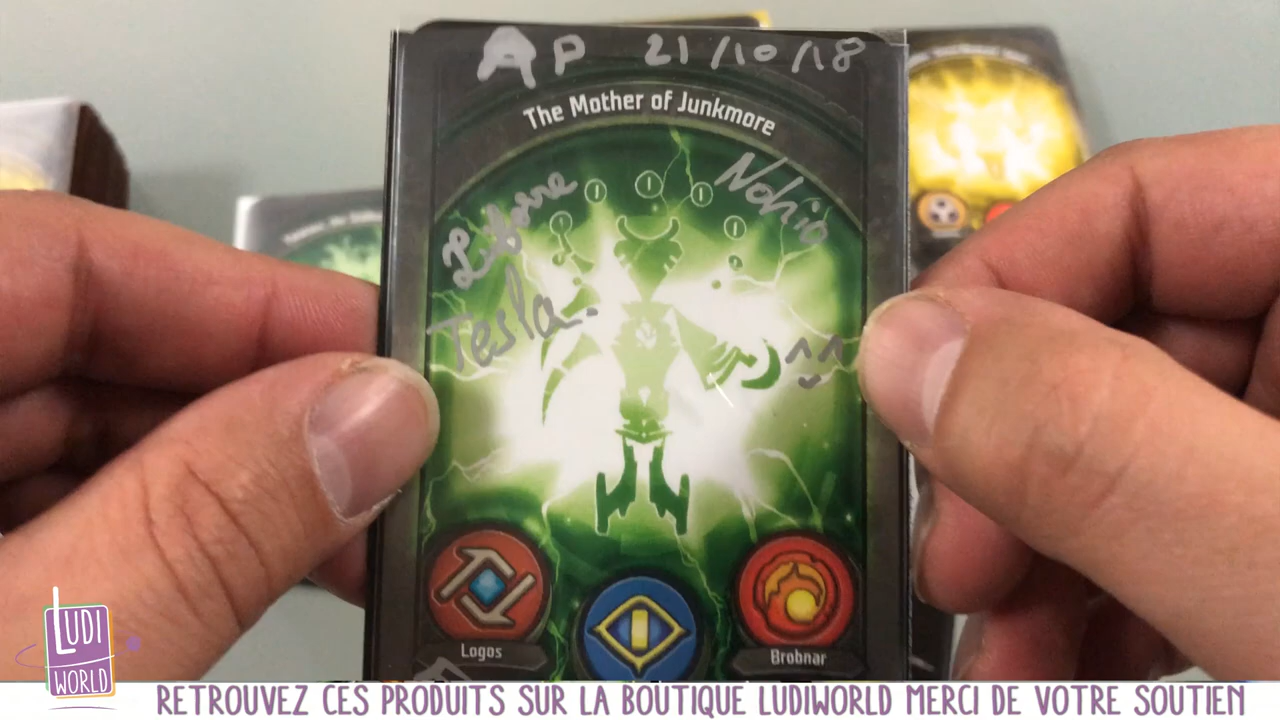 AP 21/10/18
The Mother of Junkmore
Nohio
Tesla.
^^
Logos
Brobnar
LUDI
WORLD
RETROUVEZ CES PRODUITS SUR LA BOUTIQUE LUDIWORLD MERCI DE VOTRE SOUTIEN